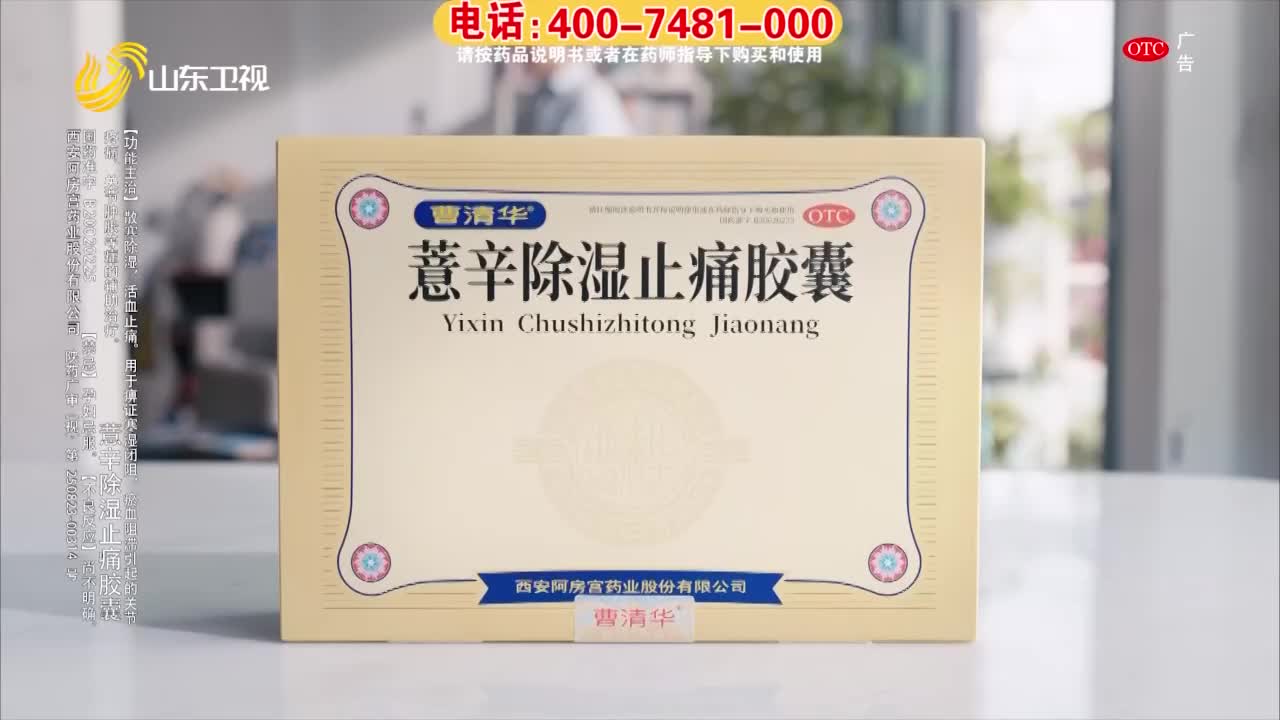 电话:400-7481-000
请按药品说明书或者在药师指导下购买和使用
山东卫视
OTC
广告
【功能主治】散寒除湿，活血止痛。用于痹证寒湿闭阻、瘀血阻滞引起的关节
疼痛、关节肿胀等症的辅助治疗。
薏辛除湿止痛胶囊
国药准字
【禁忌】孕妇忌服。
【不良反应】尚不明确。
西安阿房宫药业股份有限公司
陕药广审(视)第 250823-00314 号
曹清华®
OTC
薏辛除湿止痛胶囊
Yixin Chushizhitong Jiaonang
西安阿房宫药业股份有限公司
曹清华®